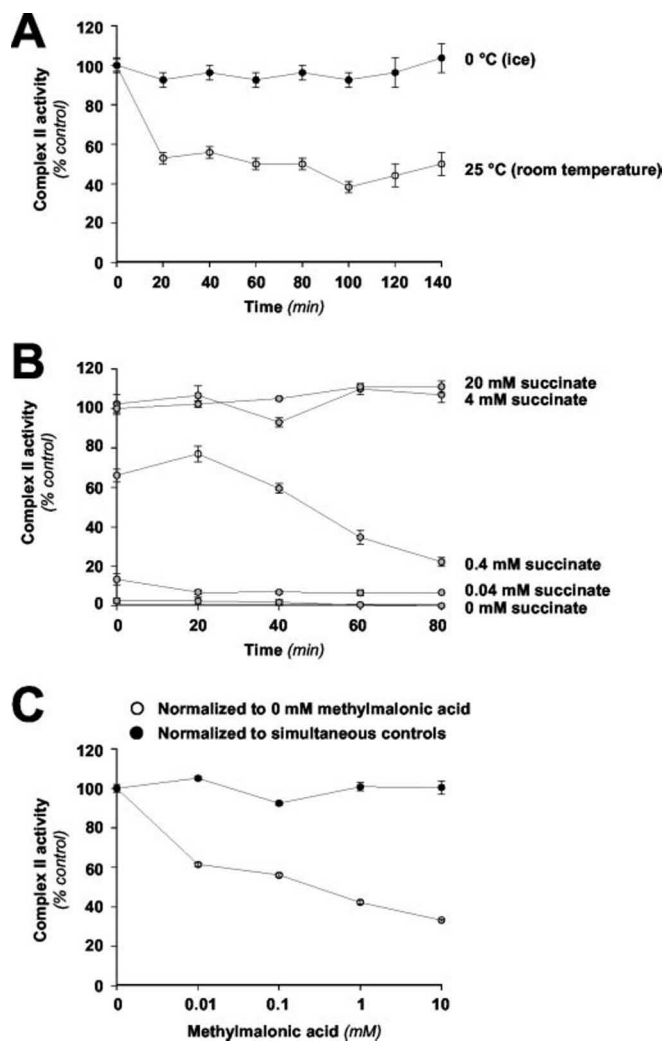 A
120
100
80
60
40
20
0
Complex II activity
(% control)
0 °C (ice)
25 °C (room temperature)
0 20 40 60 80 100 120 140
Time (min)
B
120
100
80
60
40
20
0
Complex II activity
(% control)
20 mM succinate
4 mM succinate
0.4 mM succinate
0.04 mM succinate
0 mM succinate
0 20 40 60 80
Time (min)
C
Normalized to 0 mM methylmalonic acid
Normalized to simultaneous controls
120
100
80
60
40
20
0
Complex II activity
(% control)
0 0.01 0.1 1 10
Methylmalonic acid (mM)